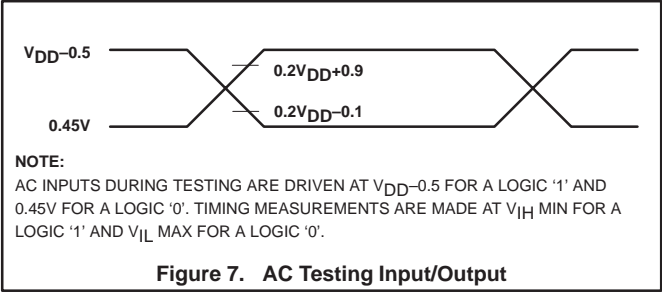 VDD–0.5
0.2VDD+0.9
0.2VDD–0.1
0.45V
NOTE:
AC INPUTS DURING TESTING ARE DRIVEN AT VDD–0.5 FOR A LOGIC ‘1’ AND
0.45V FOR A LOGIC ‘0’. TIMING MEASUREMENTS ARE MADE AT VIH MIN FOR A
LOGIC ‘1’ AND VIL MAX FOR A LOGIC ‘0’.
Figure 7. AC Testing Input/Output